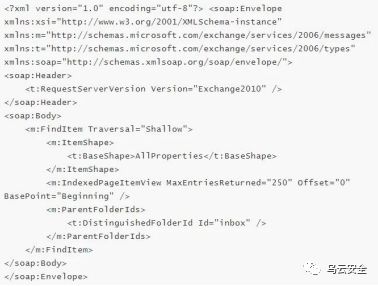 <?xml version="1.0" encoding="utf-8"?> <soap:Envelope
xmlns:xsi="http://www.w3.org/2001/XMLSchema-instance"
xmlns:m="http://schemas.microsoft.com/exchange/services/2006/messages"
xmlns:t="http://schemas.microsoft.com/exchange/services/2006/types"
xmlns:soap="http://schemas.xmlsoap.org/soap/envelope/">
<soap:Header>
<t:RequestServerVersion Version="Exchange2010" />
</soap:Header>
<soap:Body>
<m:FindItem Traversal="Shallow">
<m:ItemShape>
<t:BaseShape>AllProperties</t:BaseShape>
</m:ItemShape>
<m:IndexedPageItemView MaxEntriesReturned="250" Offset="0"
BasePoint="Beginning" />
<m:ParentFolderIds>
<t:DistinguishedFolderId Id="inbox" />
</m:ParentFolderIds>
</m:FindItem>
</soap:Body>
</soap:Envelope>
乌云安全